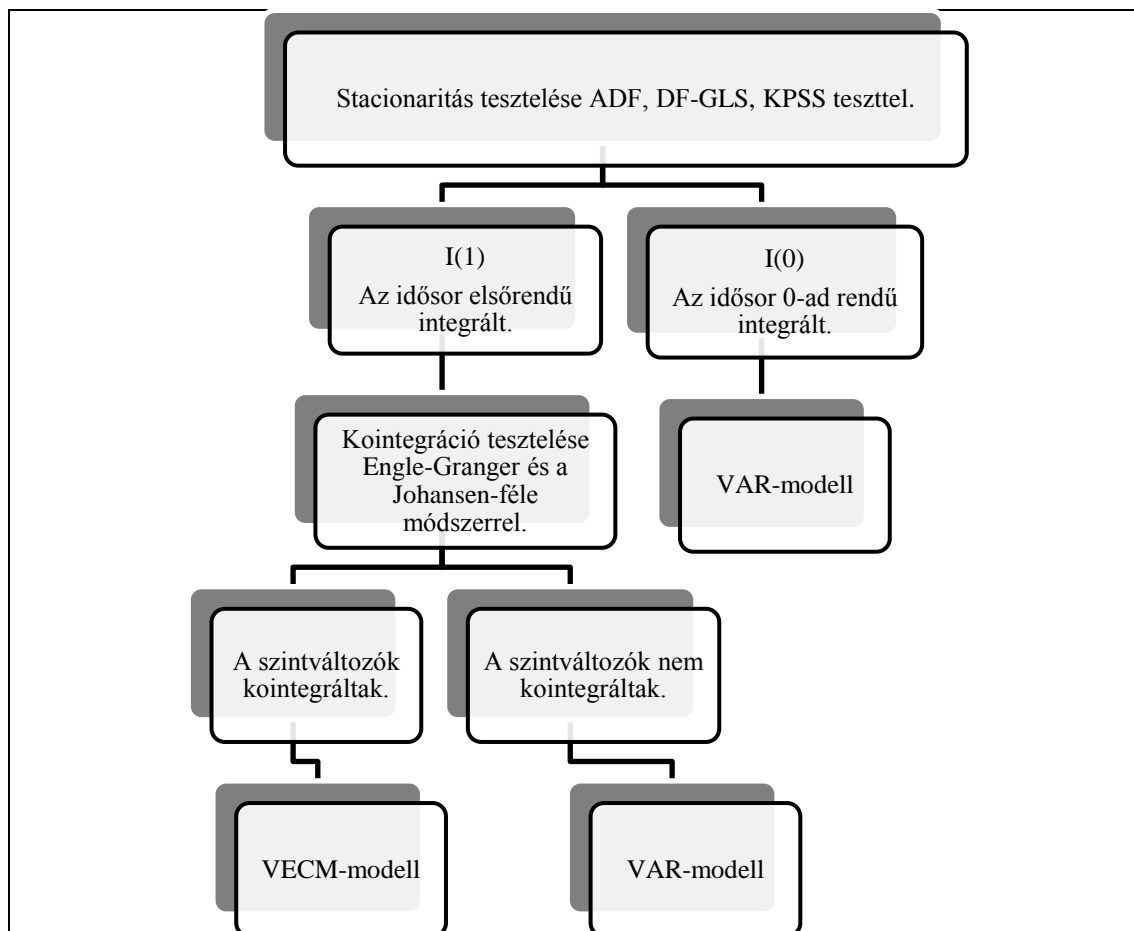 Stacionaritás tesztelése ADF, DF-GLS, KPSS teszttel.
I(1)
Az idősor elsőrendű
integrált.
I(0)
Az idősor 0-ad rendű
integrált.
Kointegráció tesztelése
Engle-Granger és a
Johansen-féle
módszerrel.
VAR-modell
A szintváltozók
kointegráltak.
A szintváltozók nem
kointegráltak.
VECM-modell
VAR-modell